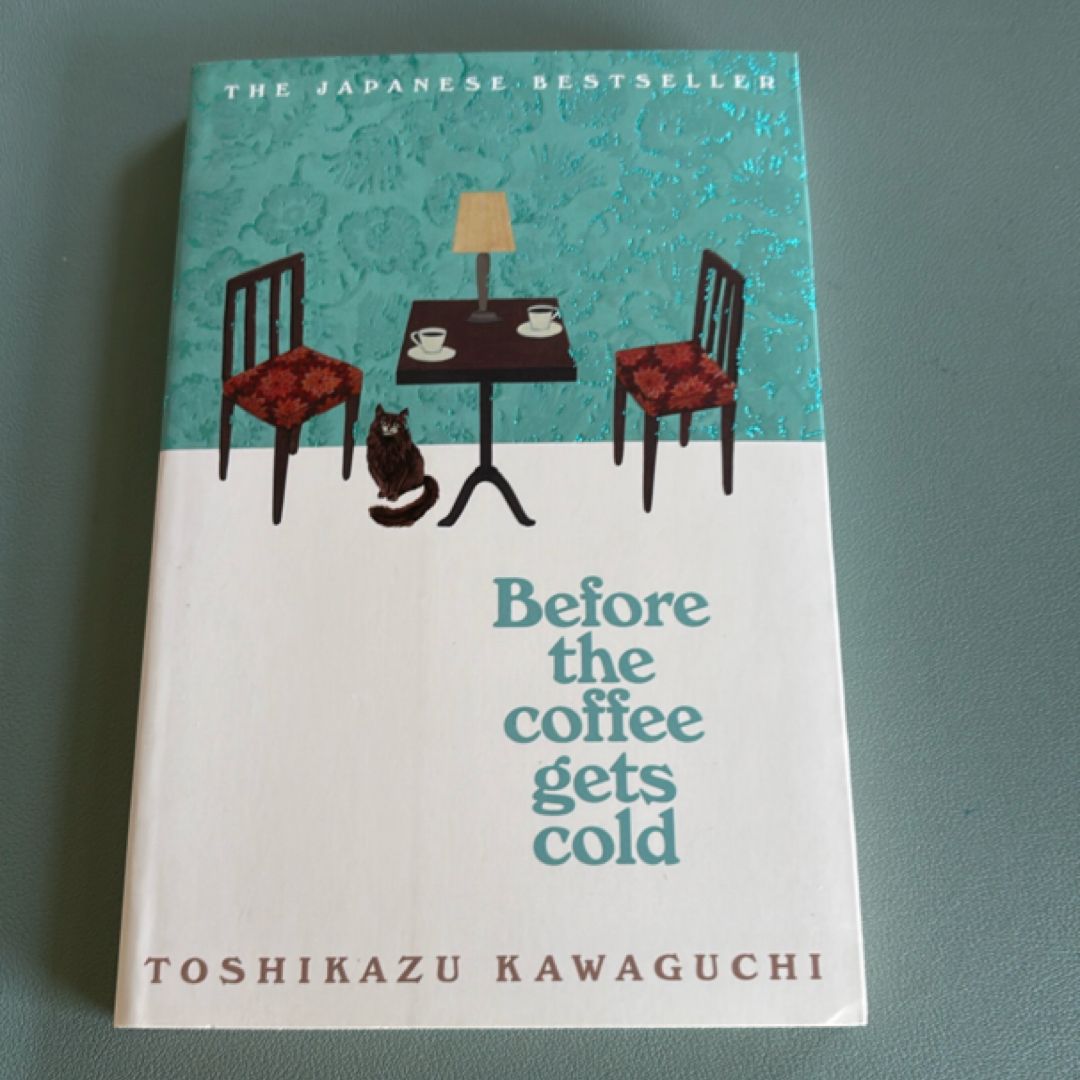 THE JAPANESE BESTSELLER
Before
the
coffee
gets
cold
TOSHIKAZU KAWAGUCHI